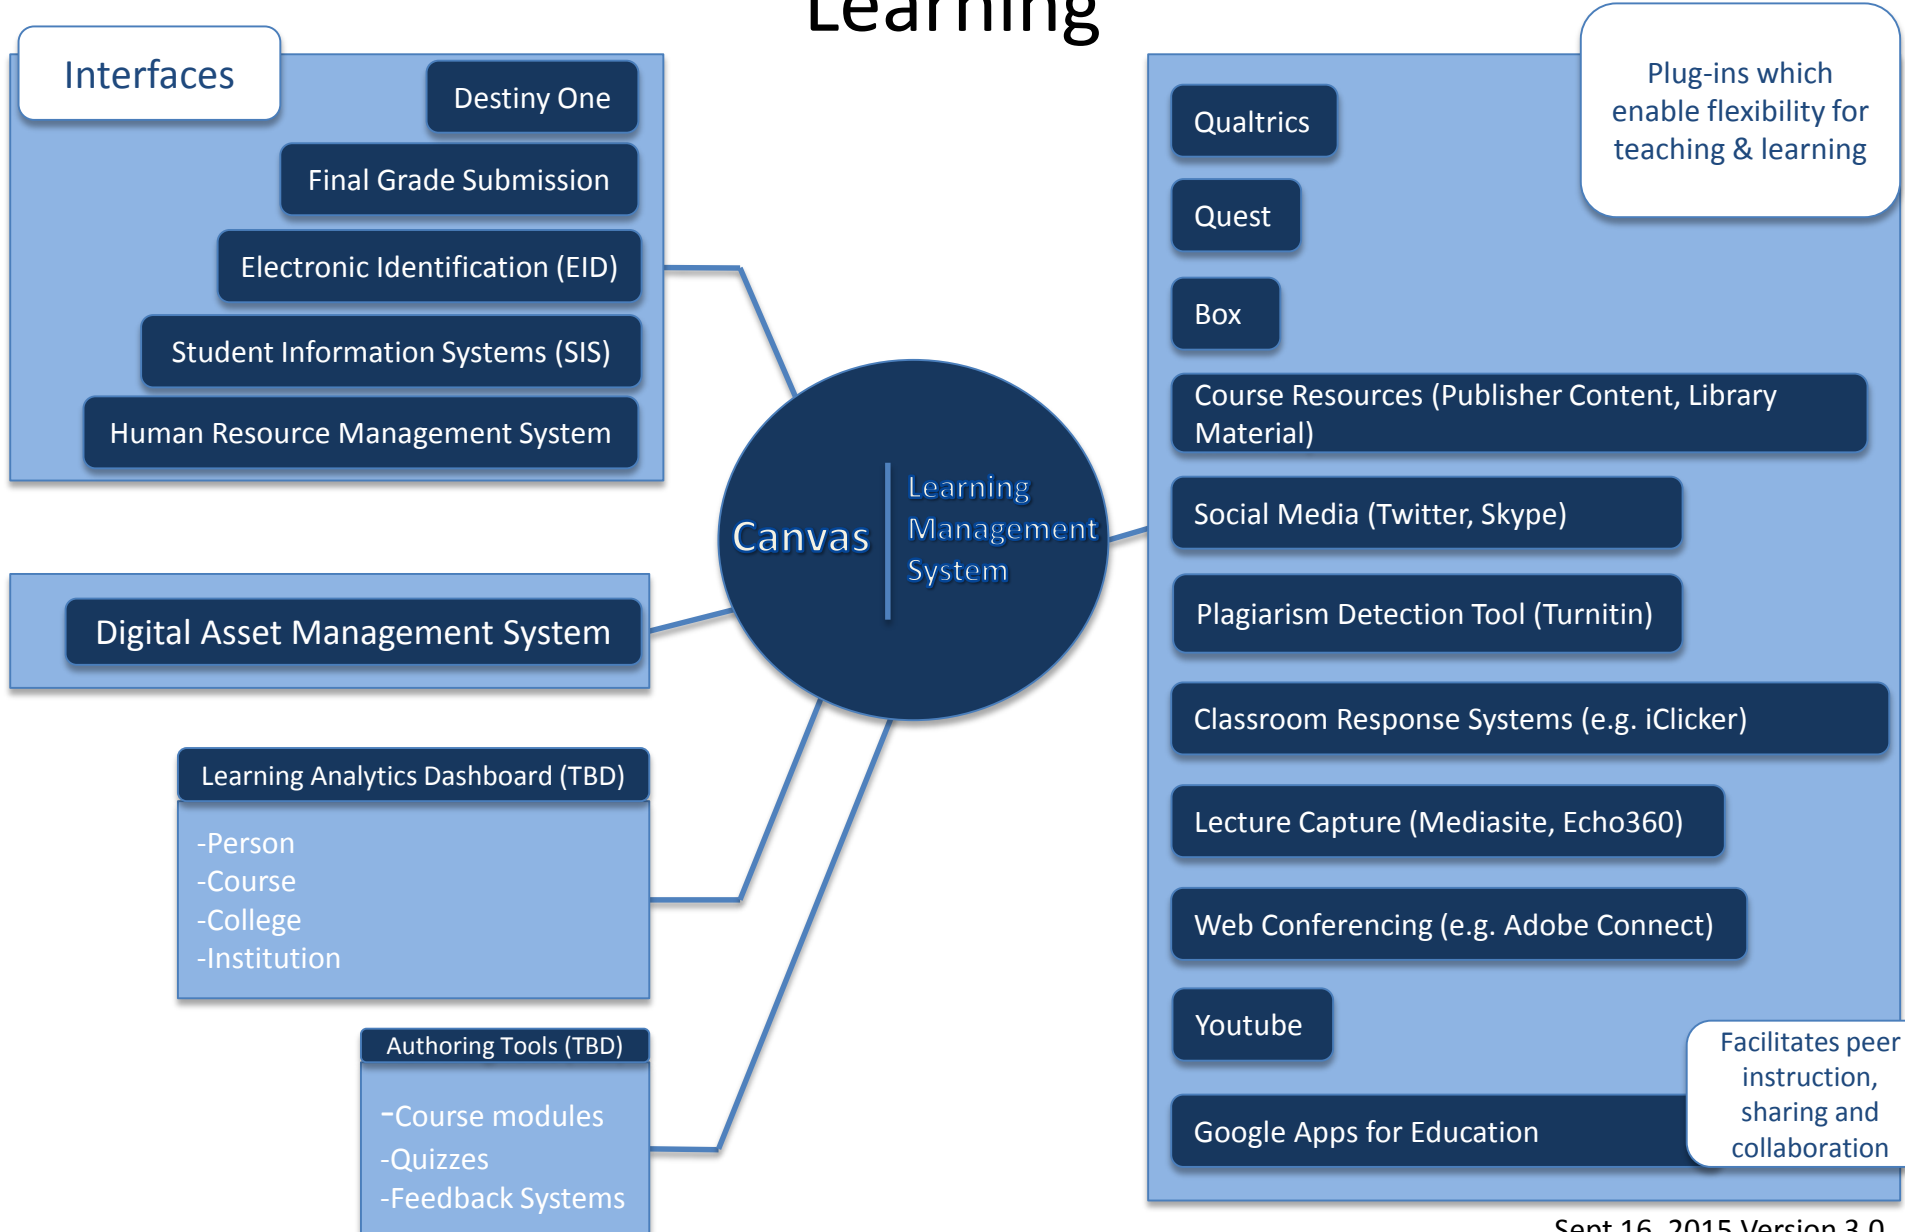 Learning
Interfaces
Destiny One
Final Grade Submission
Electronic Identification (EID)
Student Information Systems (SIS)
Human Resource Management System
Digital Asset Management System
Learning Analytics Dashboard (TBD)
-Person
-Course
-College
-Institution
Authoring Tools (TBD)
-Course modules
-Quizzes
-Feedback Systems
Canvas
Learning
Management
System
Plug-ins which
enable flexibility for
teaching & learning
Qualtrics
Quest
Box
Course Resources (Publisher Content, Library
Material)
Social Media (Twitter, Skype)
Plagiarism Detection Tool (Turnitin)
Classroom Response Systems (e.g. iClicker)
Lecture Capture (Mediasite, Echo360)
Web Conferencing (e.g. Adobe Connect)
Youtube
Google Apps for Education
Facilitates peer
instruction,
sharing and
collaboration
Sept 16, 2015 Version 3.0